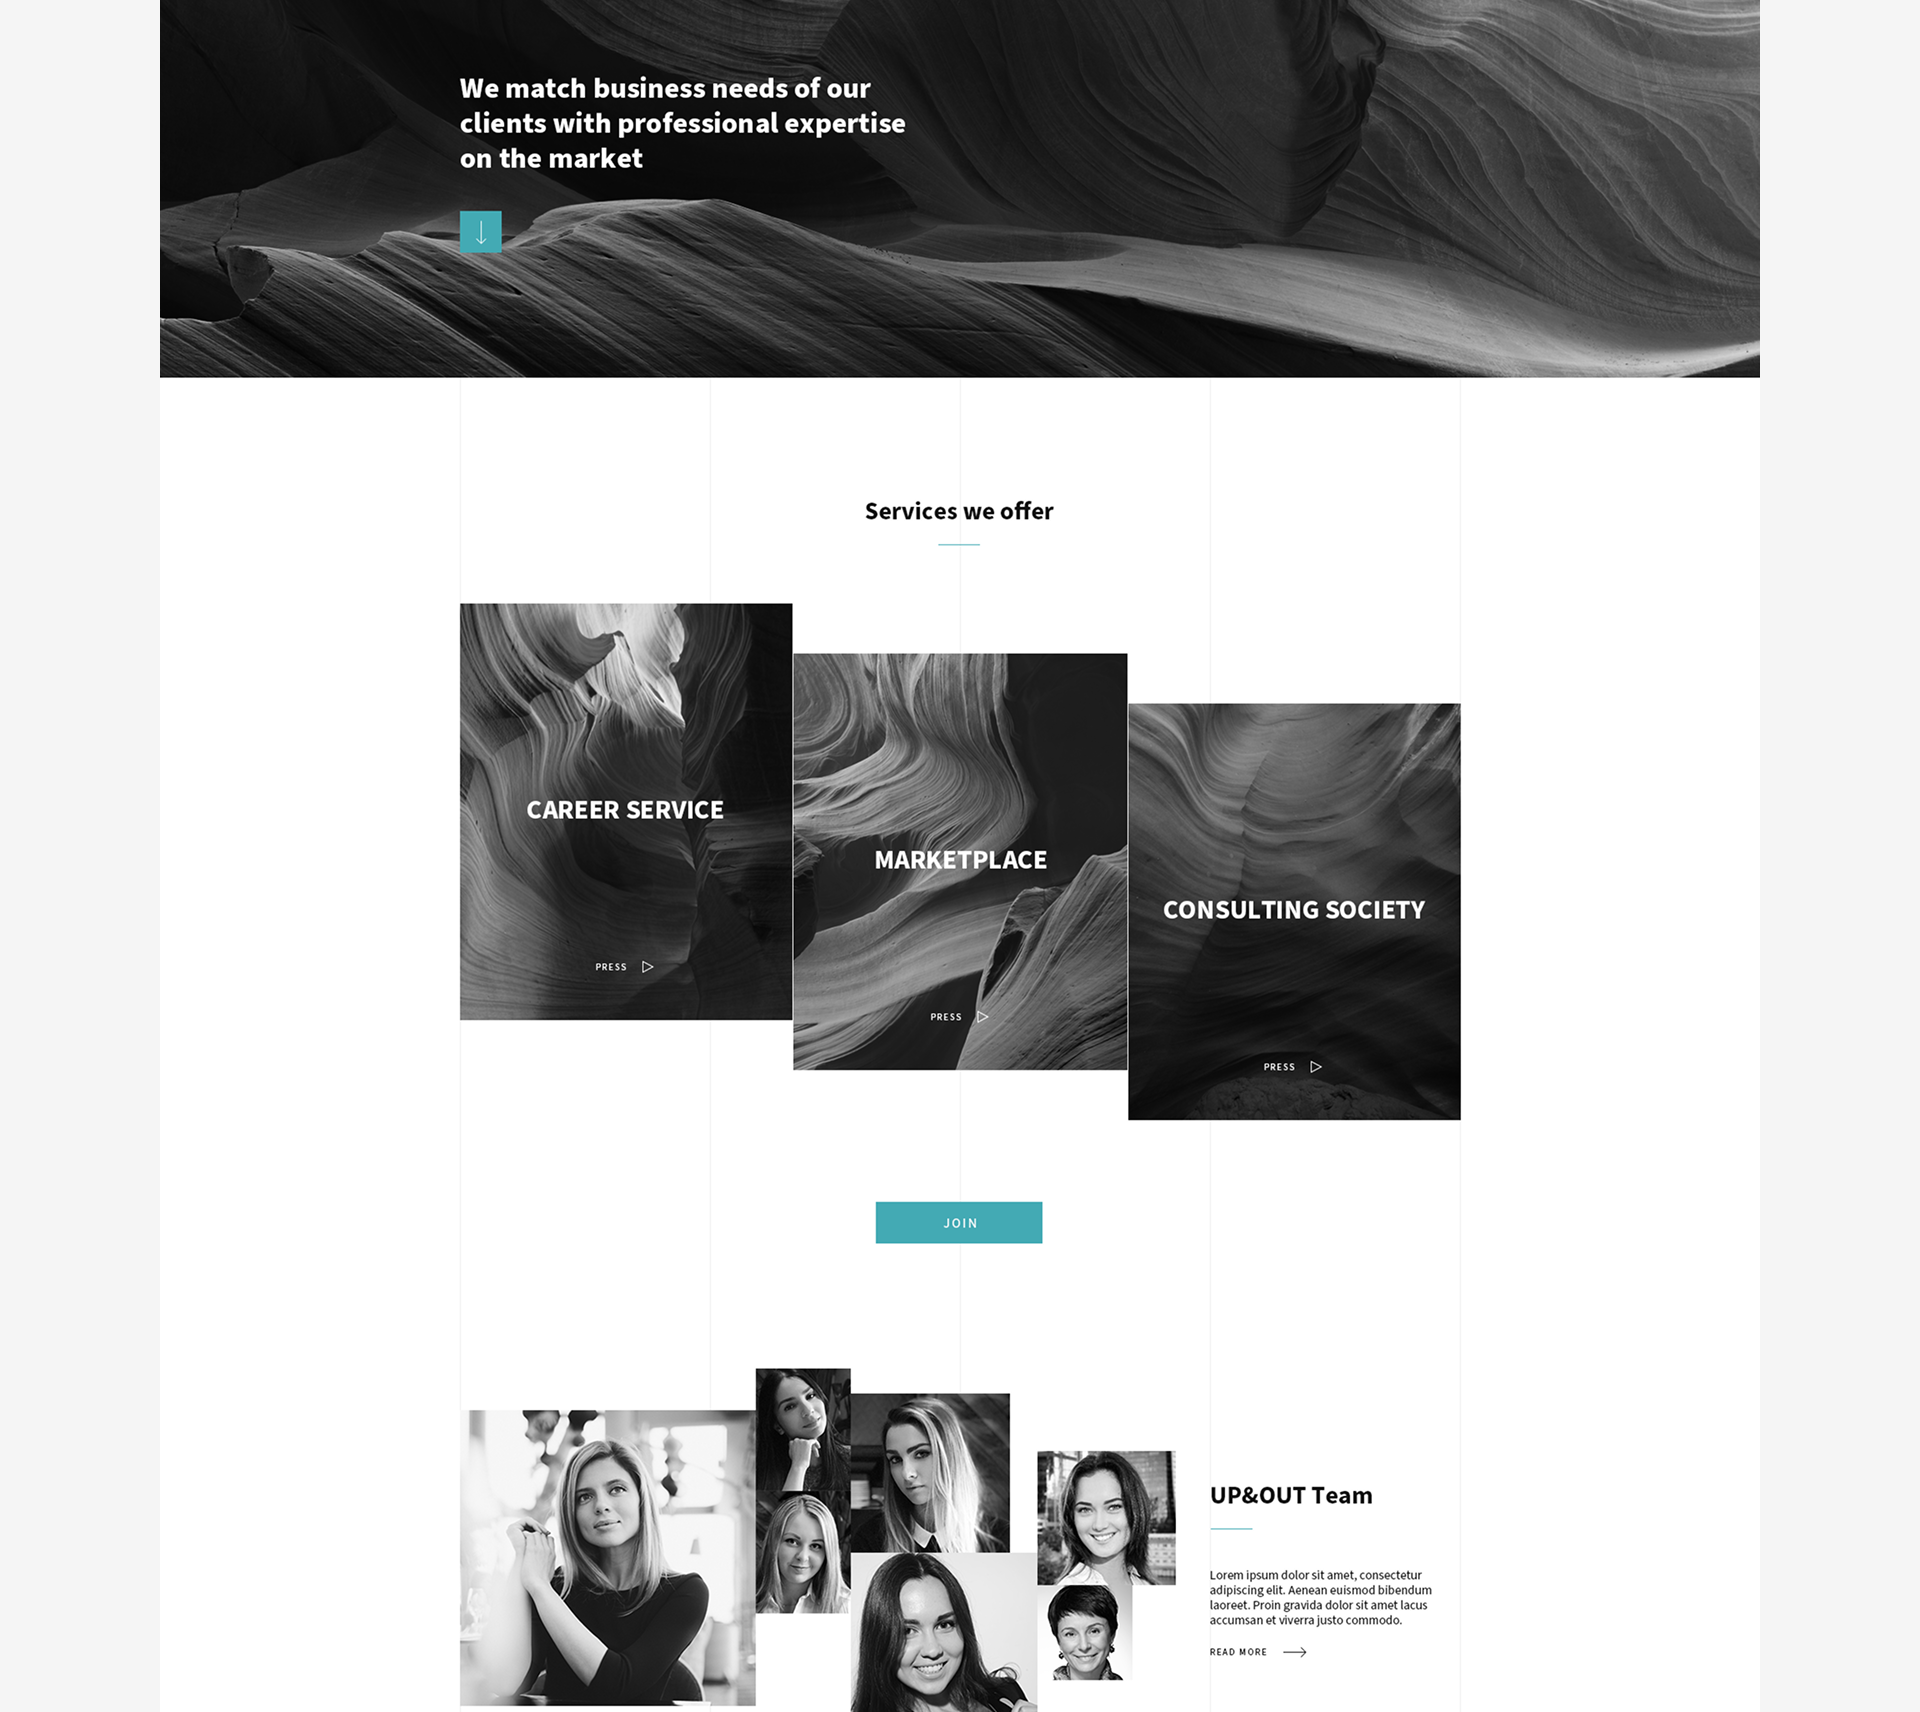 We match business needs of our
clients with professional expertise
on the market
Services we offer
CAREER SERVICE
PRESS
MARKETPLACE
PRESS
CONSULTING SOCIETY
PRESS
JOIN
UP&OUT Team
Lorem ipsum dolor sit amet, consectetur
adipiscing elit. Aenean euismod bibendum
laoreet. Proin gravida dolor sit amet lacus
accumsan et viverra justo commodo.
READ MORE